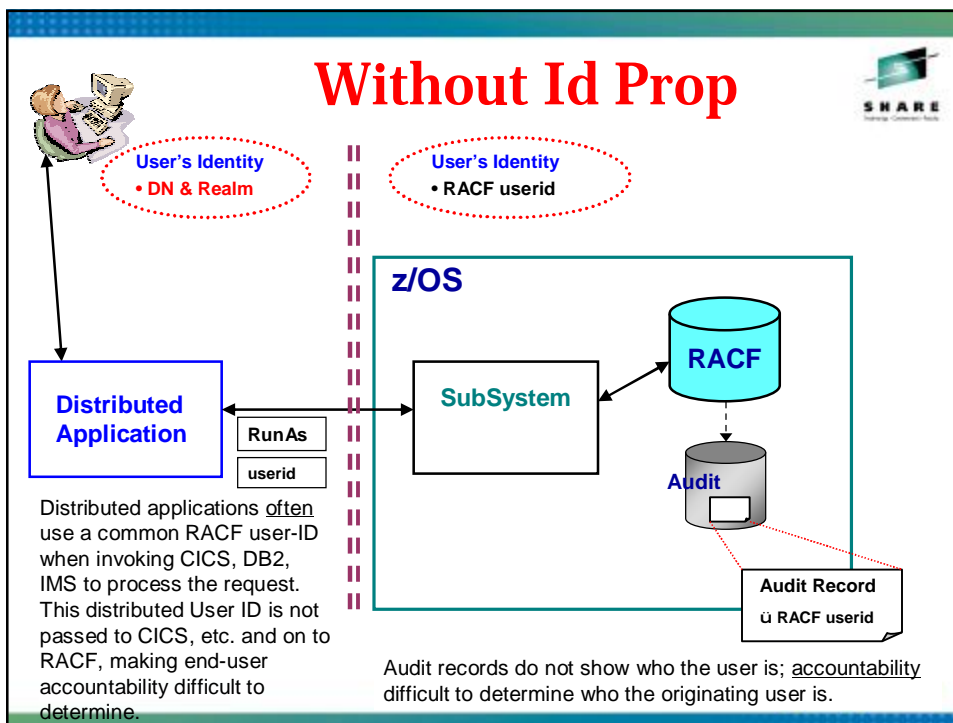 Without Id Prop
SHARE
User's Identity
• DN & Realm
User's Identity
• RACF userid
z/OS
RACF
SubSystem
Distributed
Application
RunAs
userid
Audit
Distributed applications often
use a common RACF user-ID
when invoking CICS, DB2,
IMS to process the request.
This distributed User ID is not
passed to CICS, etc. and on to
RACF, making end-user
accountability difficult to
determine.
Audit Record
ü RACF userid
Audit records do not show who the user is; accountability
difficult to determine who the originating user is.